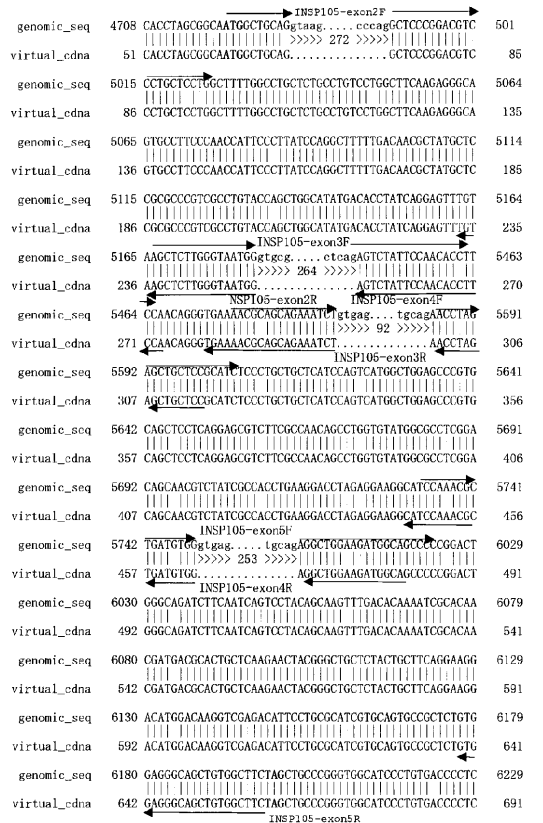 INSP105-exon2F
genomic_seq 4708 CACCTAGCGGCAATGGCTGCAGgtaag......cccagGCTCCCGGACGTC 501
>>>>> 272 >>>>>
virtual_cdna 51 CACCTAGCGGCAATGGCTGCAG................GCTCCCGGACGTC 85
genomic_seq 5015 CCTGCTCCTGGCTTTTGGCCTGCTCTGCCTGTCCTGGCTTCAAGAGGGCA 5064
virtual_cdna 86 CCTGCTCCTGGCTTTTGGCCTGCTCTGCCTGTCCTGGCTTCAAGAGGGCA 135
genomic_seq 5065 GTGCCTTCCCAACCATTCCCTTATCCAGGCTTTTTGACAACGCTATGCTC 5114
virtual_cdna 136 GTGCCTTCCCAACCATTCCCTTATCCAGGCTTTTTGACAACGCTATGCTC 185
genomic_seq 5115 CGCGCCCGTCGCCTGTACCAGCTGGCATATGACACCTATCAGGAGTTTGT 5164
virtual_cdna 186 CGCGCCCGTCGCCTGTACCAGCTGGCATATGACACCTATCAGGAGTTTGT 235
INSP105-exon3F
genomic_seq 5165 AAGCTCTTGGGTAATGGgtgcg.....ctcagAGTCTATTCCAACACCTT 5463
>>>>> 264 >>>>>
virtual_cdna 236 AAGCTCTTGGGTAATGG...............AGTCTATTCCAACACCTT 270
NSPI05-exon2R INSP105-exon4F
genomic_seq 5464 CCAACAGGGTGAAAACGCAGCAGAAATCTgtgag....tgcagAACCTAG 5591
>>>>> 92 >>>>>
virtual_cdna 271 CCAACAGGGTGAAAACGCAGCAGAAATCT..............AACCTAG 306
INSP105-exon3R
genomic_seq 5592 AGCTGCTCCGCATCTCCCTGCTGCTCATCCAGTCATGGCTGGAGCCCGTG 5641
virtual_cdna 307 AGCTGCTCCGCATCTCCCTGCTGCTCATCCAGTCATGGCTGGAGCCCGTG 356
genomic_seq 5642 CAGCTCCTCAGGAGCGTCTTCGCCAACAGCCTGGTGTATGGCGCCTCGGA 5691
virtual_cdna 357 CAGCTCCTCAGGAGCGTCTTCGCCAACAGCCTGGTGTATGGCGCCTCGGA 406
genomic_seq 5692 CAGCAACGTCTATCGCCACCTGAAGGACCTAGAGGAAGGCATCCAAACGC 5741
virtual_cdna 407 CAGCAACGTCTATCGCCACCTGAAGGACCTAGAGGAAGGCATCCAAACGC 456
INSP105-exon5F
genomic_seq 5742 TGATGTGGgtgag.....tgcagAGGCTGGAAGATGGCAGCCCCCGGACT 6029
>>>>> 253 >>>>>
virtual_cdna 457 TGATGTGG...............AGGCTGGAAGATGGCAGCCCCCGGACT 491
INSP105-exon4R
genomic_seq 6030 GGGCAGATCTTCAATCAGTCCTACAGCAAGTTTGACACAAAATCGCACAA 6079
virtual_cdna 492 GGGCAGATCTTCAATCAGTCCTACAGCAAGTTTGACACAAAATCGCACAA 541
genomic_seq 6080 CGATGACGCACTGCTCAAGAACTACGGGCTGCTCTACTGCTTCAGGAAGG 6129
virtual_cdna 542 CGATGACGCACTGCTCAAGAACTACGGGCTGCTCTACTGCTTCAGGAAGG 591
genomic_seq 6130 ACATGGACAAGGTCGAGACATTCCTGCGCATCGTGCAGTGCCGCTCTGTG 6179
virtual_cdna 592 ACATGGACAAGGTCGAGACATTCCTGCGCATCGTGCAGTGCCGCTCTGTG 641
genomic_seq 6180 GAGGGCAGCTGTGGCTTCTAGCTGCCCGGGTGGCATCCCTGTGACCCCTC 6229
virtual_cdna 642 GAGGGCAGCTGTGGCTTCTAGCTGCCCGGGTGGCATCCCTGTGACCCCTC 691
INSP105-exon5R